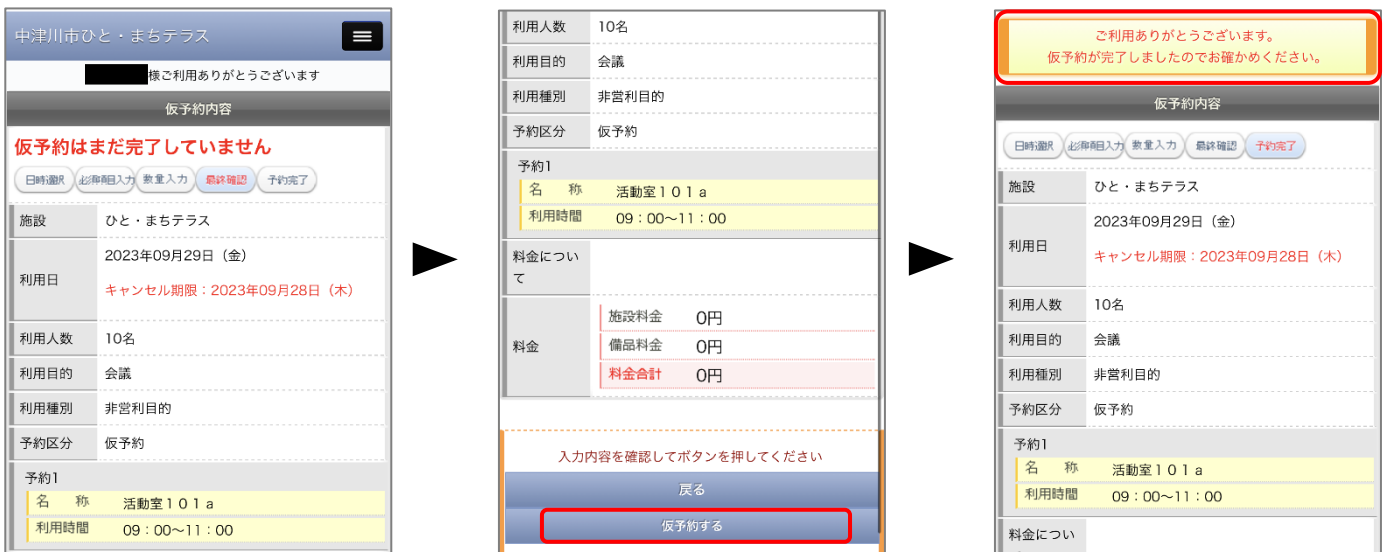 中津川市ひと・まちテラス
様ご利用ありがとうございます
仮予約内容
仮予約はまだ完了していません
日時選択 必須項目入力 数量入力 最終確認 予約完了
施設 ひと・まちテラス
利用日 2023年09月29日（金）
キャンセル期限：2023年09月28日（木）
利用人数 10名
利用目的 会議
利用種別 非営利目的
予約区分 仮予約
予約1
名　称 活動室１０１ａ
利用時間 09：00～11：00
利用人数 10名
利用目的 会議
利用種別 非営利目的
予約区分 仮予約
予約1
名　称 活動室１０１ａ
利用時間 09：00～11：00
料金につい
て
施設料金 0円
料金 備品料金 0円
料金合計 0円
入力内容を確認してボタンを押してください
戻る
仮予約する
ご利用ありがとうございます。
仮予約が完了しましたのでお確かめください。
仮予約内容
日時選択 必須項目入力 数量入力 最終確認 予約完了
施設 ひと・まちテラス
利用日 2023年09月29日（金）
キャンセル期限：2023年09月28日（木）
利用人数 10名
利用目的 会議
利用種別 非営利目的
予約区分 仮予約
予約1
名　称 活動室１０１ａ
利用時間 09：00～11：00
料金につい